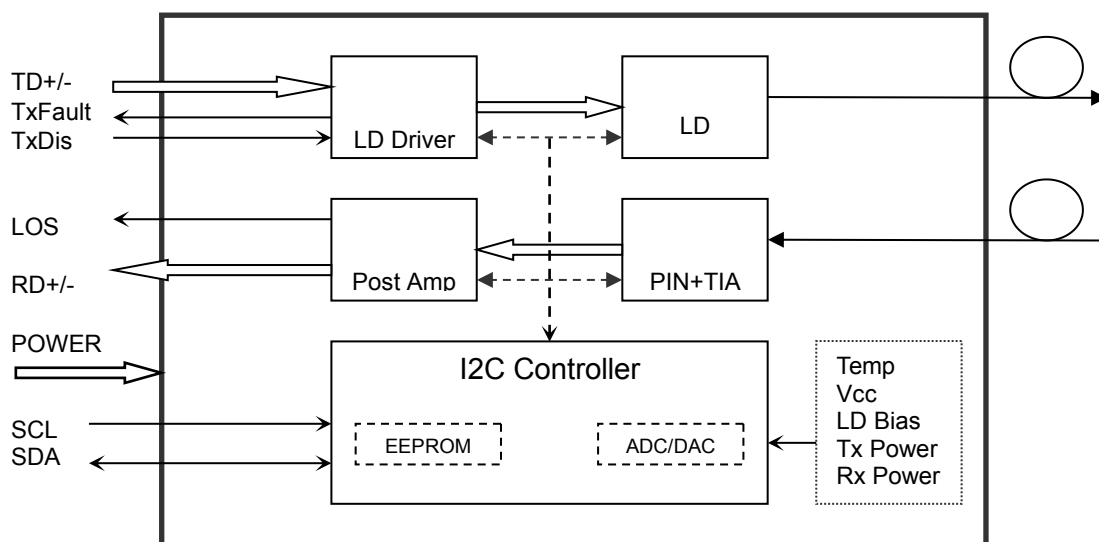 TD+/-
TxFault
TxDis
LD Driver
LD
LOS
RD+/-
Post Amp
PIN+TIA
POWER
I2C Controller
SCL
SDA
EEPROM
ADC/DAC
Temp
Vcc
LD Bias
Tx Power
Rx Power